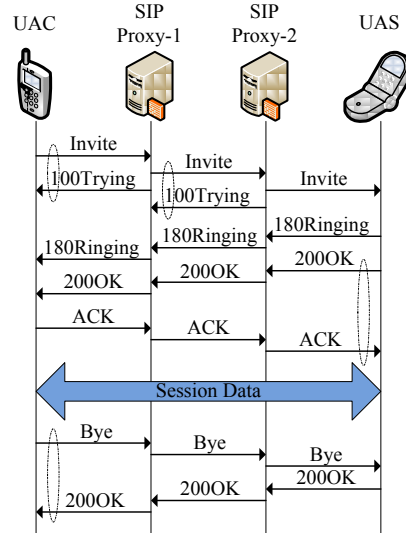 UAC SIP Proxy-1 SIP Proxy-2 UAS
Invite
Invite
100Trying Invite
100Trying
180Ringing
180Ringing
180Ringing 200OK
200OK
200OK
ACK
ACK
ACK
Session Data
Bye
Bye
Bye
200OK
200OK
200OK